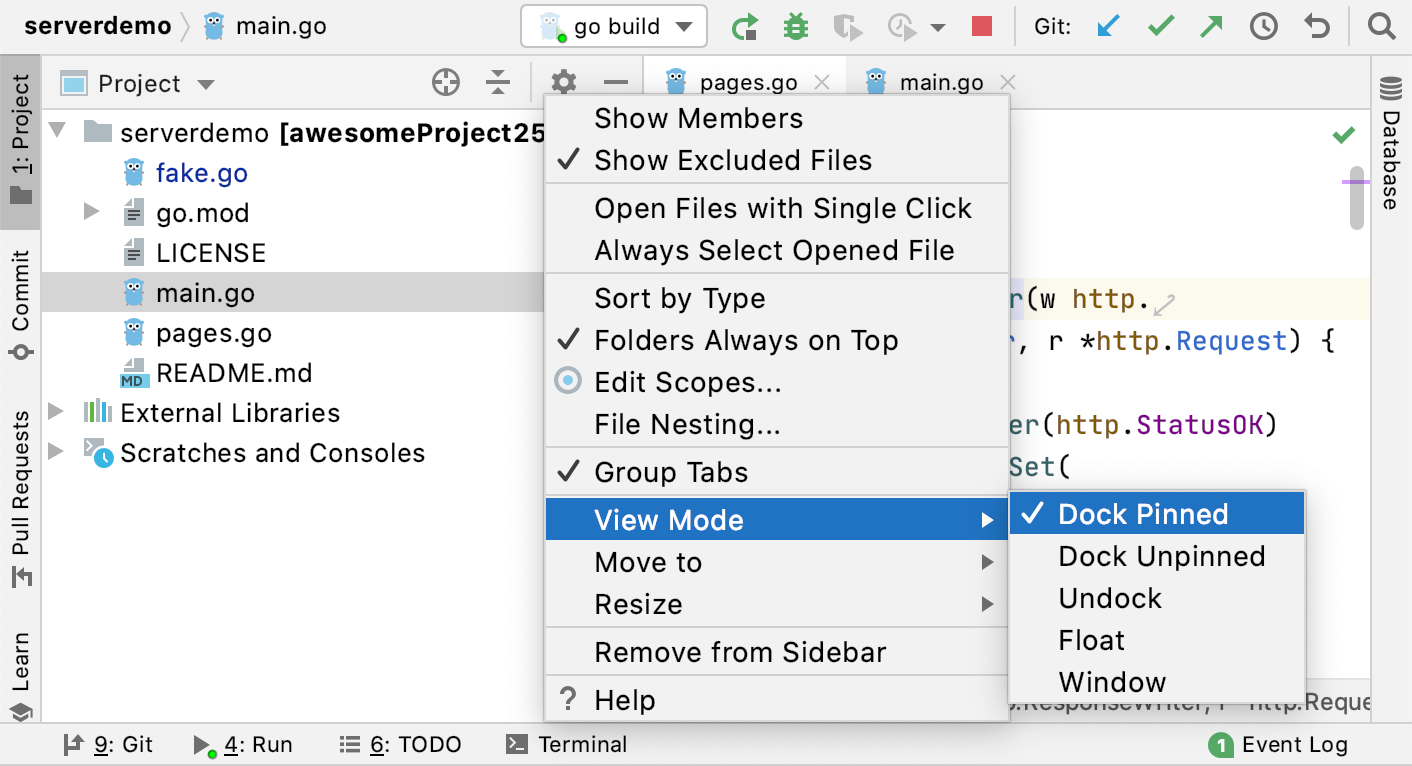 serverdemo main.go go build Git:
Project pages.go main.go
1: Project
Commit
Pull Requests
Learn
serverdemo [awesomeProject25
fake.go
go.mod
LICENSE
main.go
pages.go
MD README.md
External Libraries
Scratches and Consoles
Show Members
Show Excluded Files
Open Files with Single Click
Always Select Opened File
Sort by Type
Folders Always on Top
Edit Scopes...
File Nesting...
Group Tabs
View Mode
Move to
Resize
Remove from Sidebar
? Help
Dock Pinned
Dock Unpinned
Undock
Float
Window
r(w http.
r, r *http.Request) {
er(http.StatusOK)
Set(
p.ResponseWriter, r *http.Reque
Database
9: Git 4: Run 6: TODO Terminal 1 Event Log